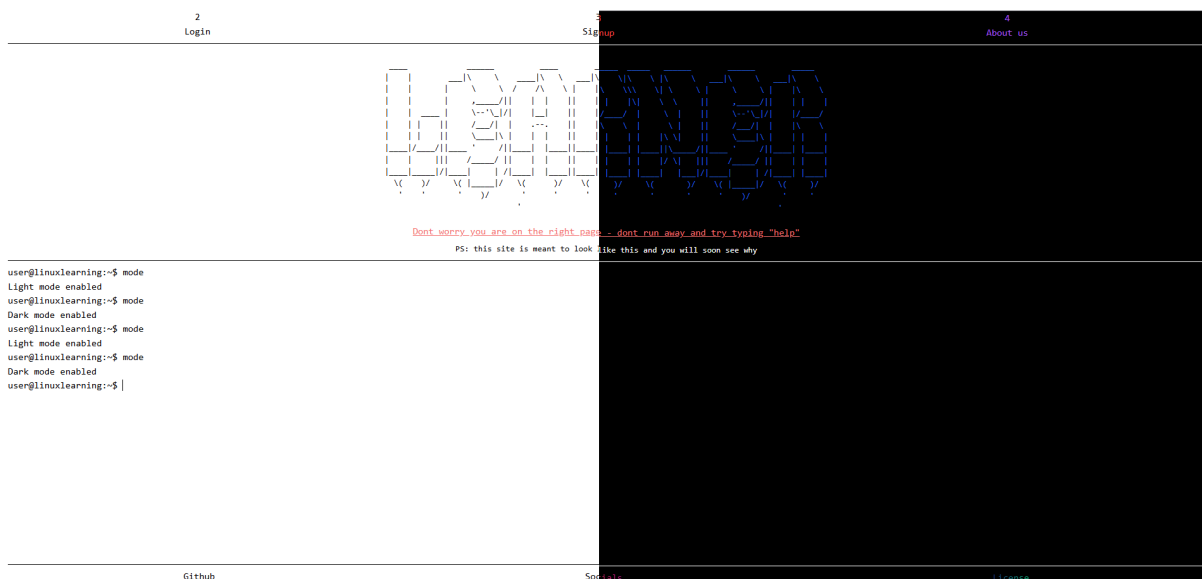 2 3 4
Login Signup About us
Dont worry you are on the right page - dont run away and try typing "help"
PS: this site is meant to look like this and you will soon see why
user@linuxlearning:~$ mode
Light mode enabled
user@linuxlearning:~$ mode
Dark mode enabled
user@linuxlearning:~$ mode
Light mode enabled
user@linuxlearning:~$ mode
Dark mode enabled
user@linuxlearning:~$
Github Socials license